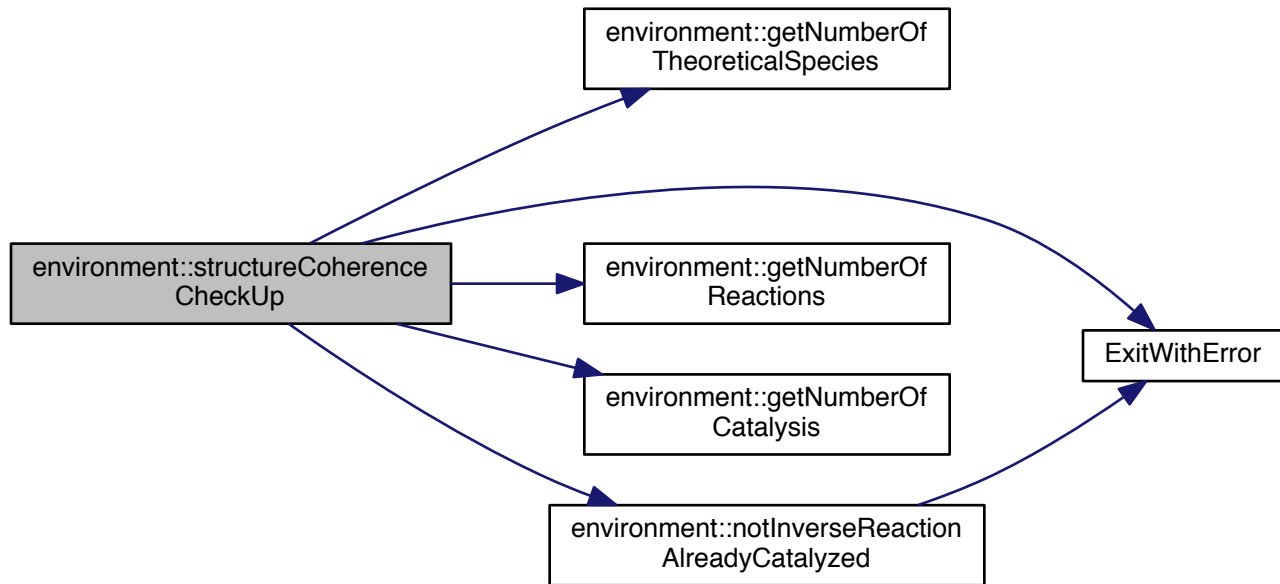 environment::getNumberOf
TheoreticalSpecies
environment::structureCoherence
CheckUp
environment::getNumberOf
Reactions
ExitWithError
environment::getNumberOf
Catalysis
environment::notInverseReaction
AlreadyCatalyzed